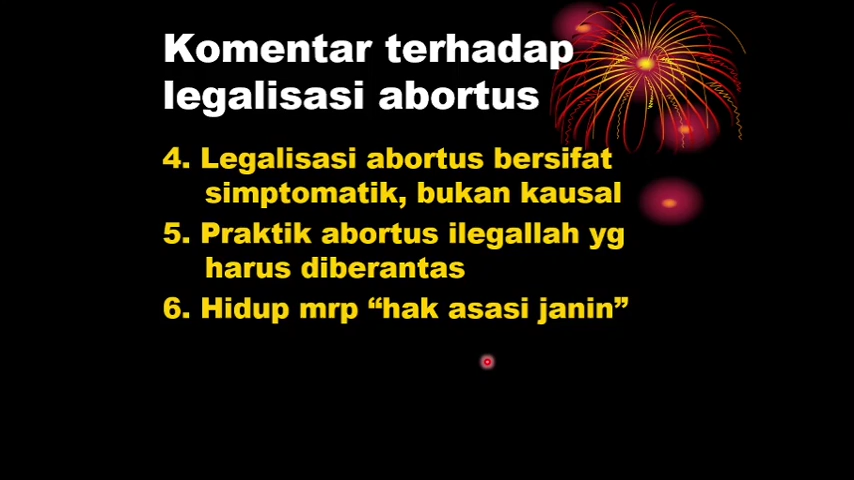 Komentar terhadap
legalisasi abortus
4. Legalisasi abortus bersifat
simptomatik, bukan kausal
5. Praktik abortus ilegallah yg
harus diberantas
6. Hidup mrp “hak asasi janin”